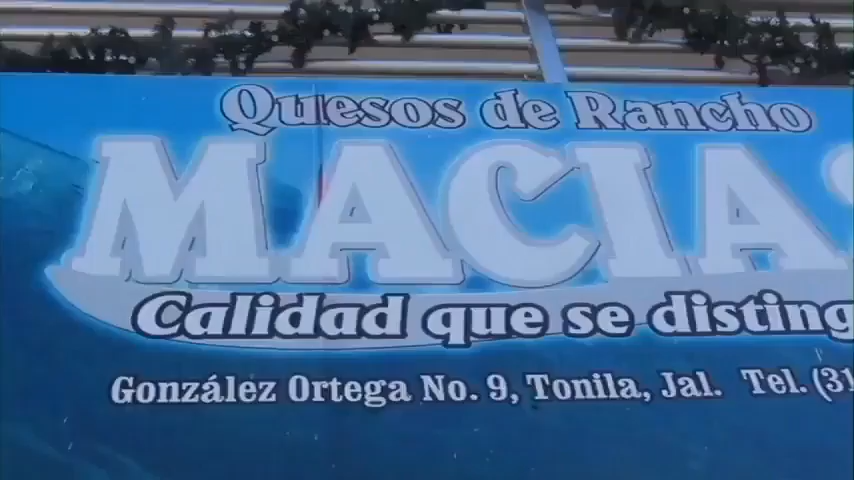 Quesos de Rancho
MACIA
Calidad que se disting
González Ortega No. 9, Tonila, Jal. Tel. (31